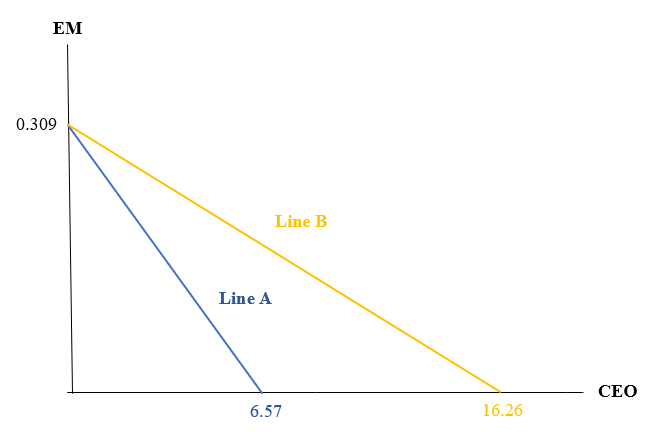 EM
0.309
Line B
Line A
CEO
6.57
16.26